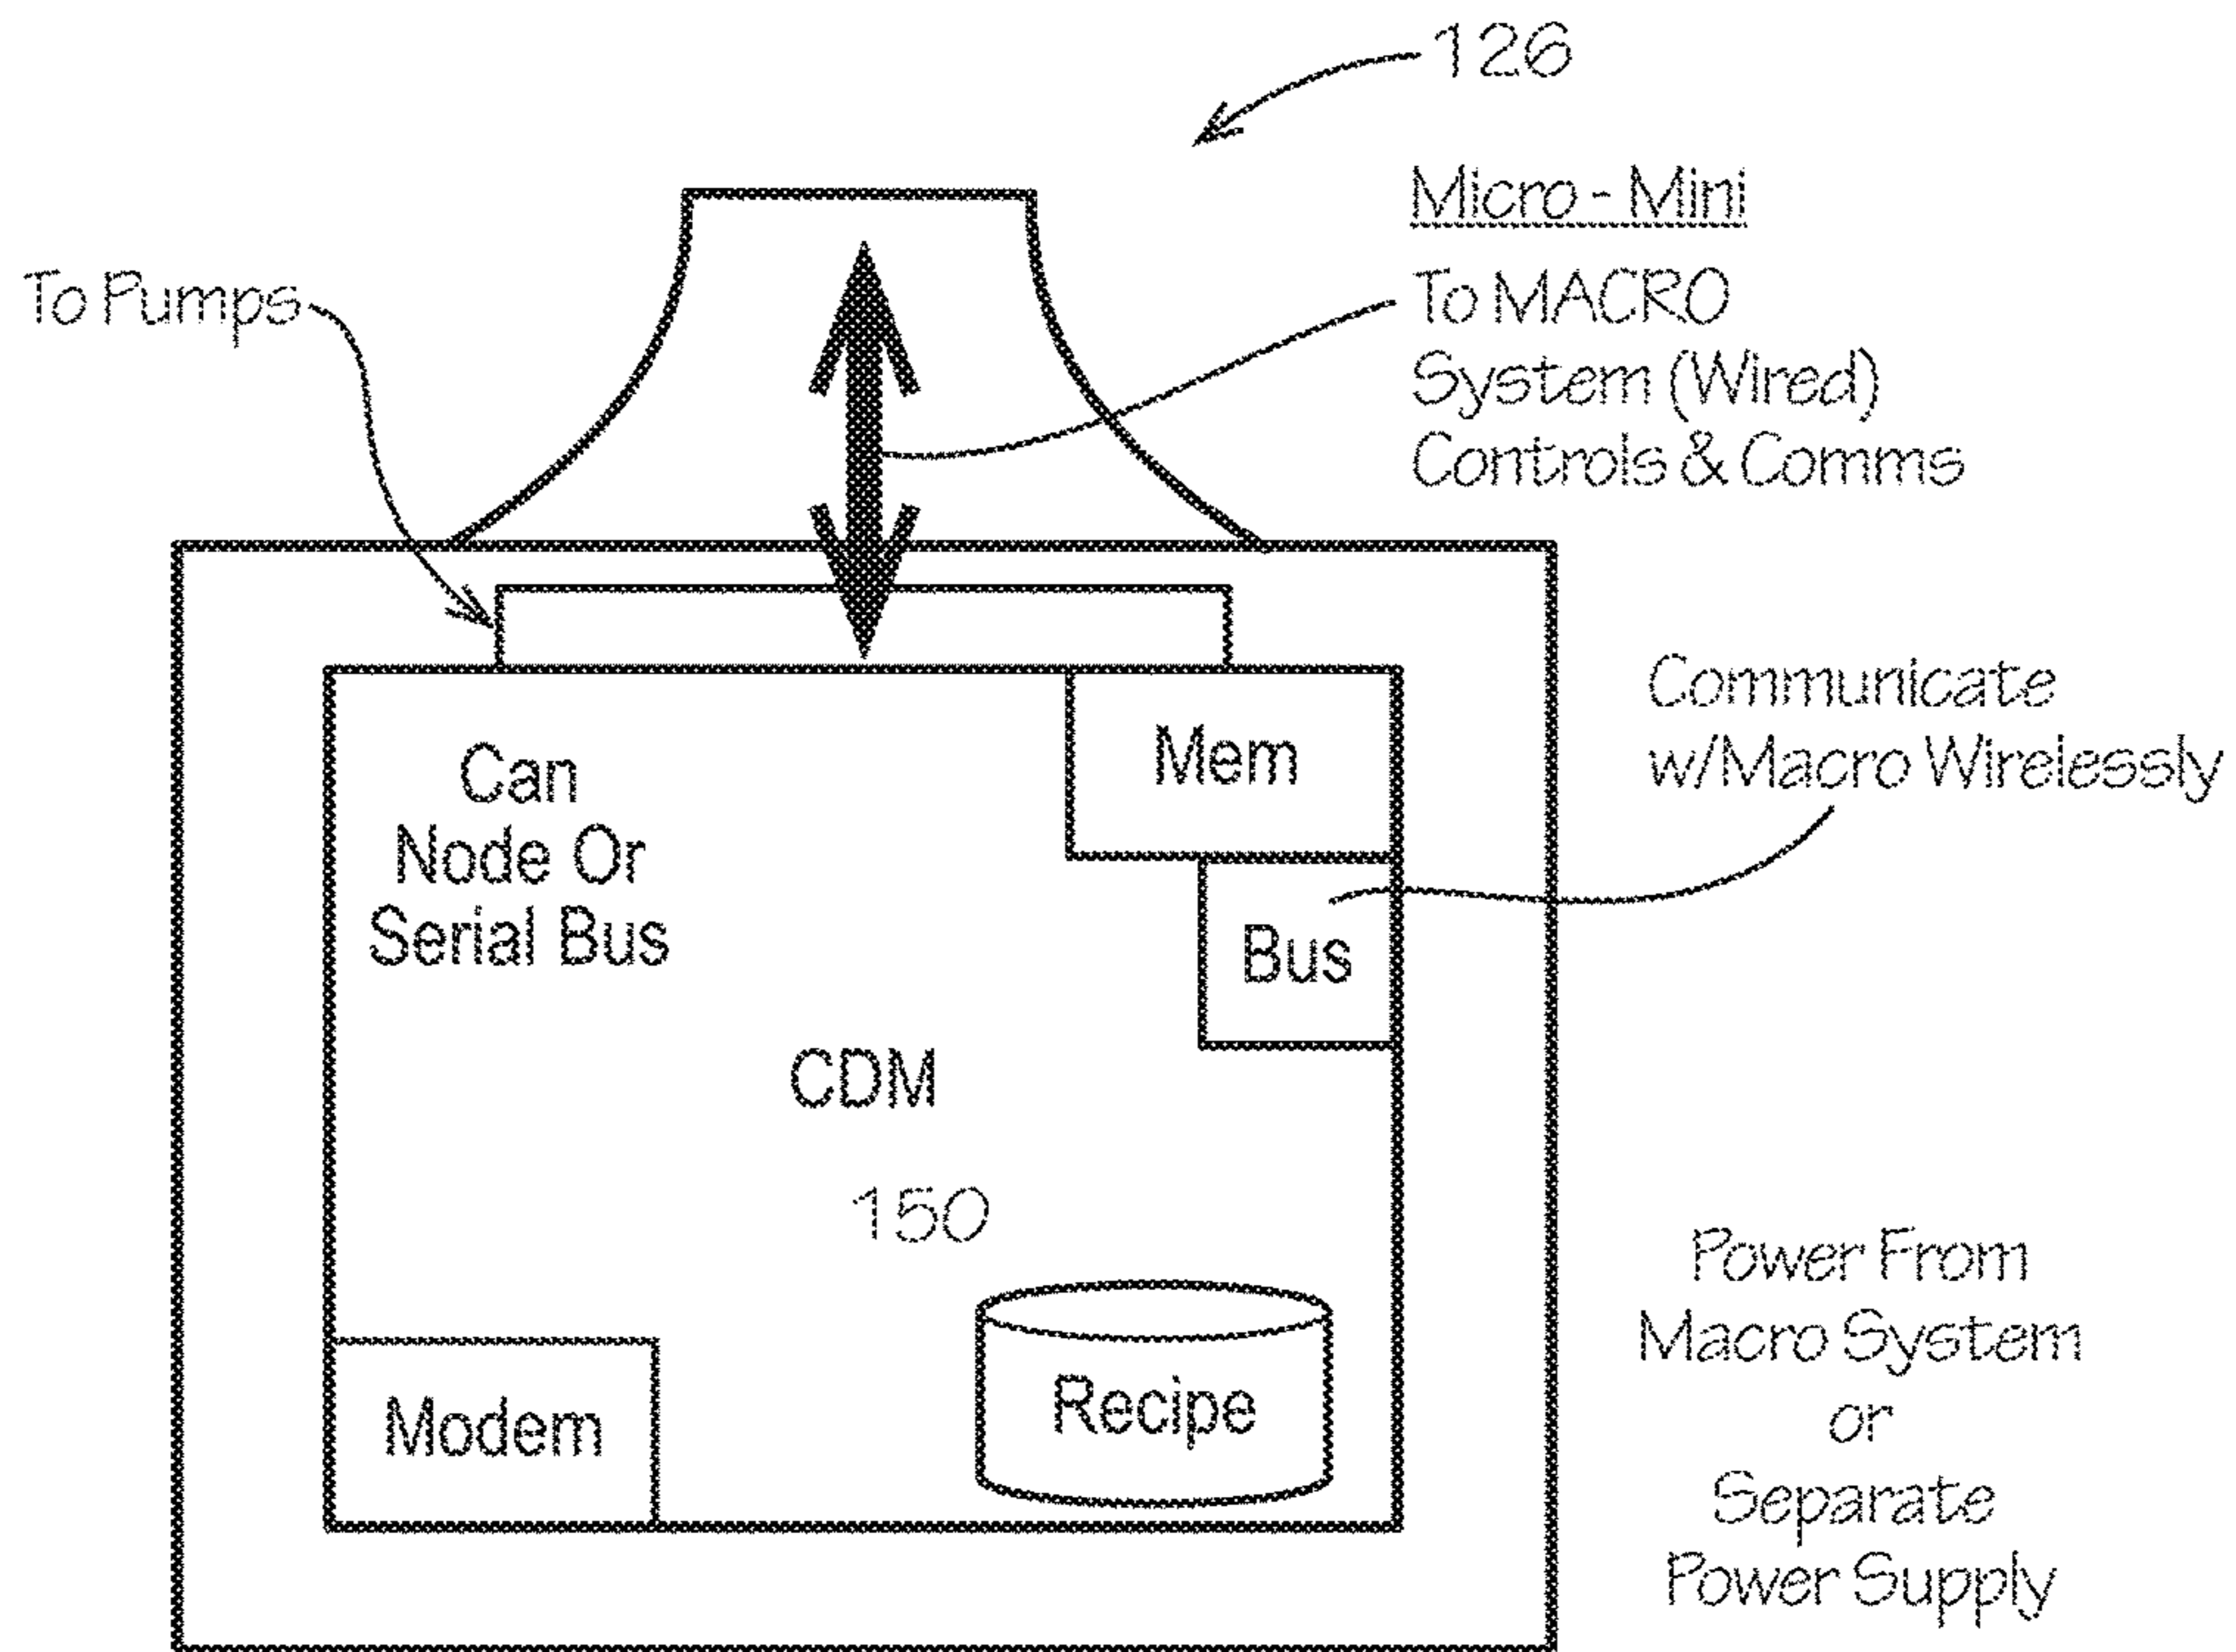 126
Micro - Mini
To Pumps
To MACRO
System (Wired)
Controls & Comms
Communicate
w/Macro Wirelessly
Can
Node Or
Serial Bus
Mem
Bus
CDM
150
Modem
Recipe
Power From
Macro System
or
Separate
Power Supply